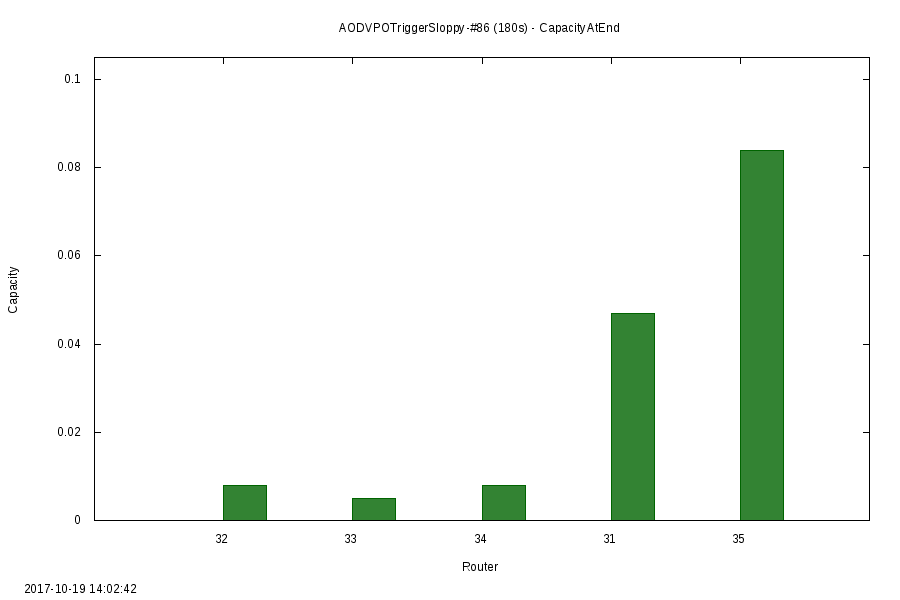 AODVPOTriggerSloppy-#86 (180s) - CapacityAtEnd
0.1
0.08
0.06
0.04
0.02
0
Capacity
32 33 34 31 35
Router
2017-10-19 14:02:42